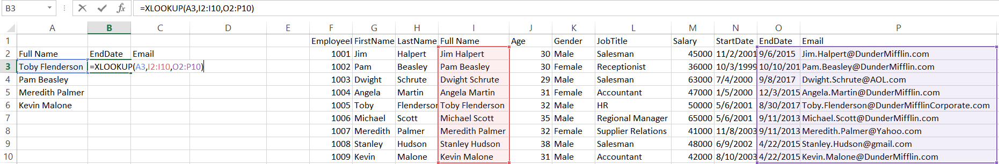 B3 =XLOOKUP(A3,I2:I10,O2:P10)
A B C D E F G H I J K L M N O P
1 EmployeeI FirstName LastName Full Name Age Gender JobTitle Salary StartDate EndDate Email
2 Full Name EndDate Email 1001 Jim Halpert Jim Halpert 30 Male Salesman 45000 11/2/2001 9/6/2015 Jim.Halpert@DunderMifflin.com
3 Toby Flenderson =XLOOKUP(A3,I2:I10,O2:P10) 1002 Pam Beasley Pam Beasley 30 Female Receptionist 36000 10/3/1999 10/10/201 Pam.Beasley@DunderMifflin.com
4 Pam Beasley 1003 Dwight Schrute Dwight Schrute 29 Male Salesman 63000 7/4/2000 9/8/2017 Dwight.Schrute@AOL.com
5 Meredith Palmer 1004 Angela Martin Angela Martin 31 Female Accountant 47000 1/5/2000 12/3/2015 Angela.Martin@DunderMifflin.com
6 Kevin Malone 1005 Toby Flenderson Toby Flenderson 32 Male HR 50000 5/6/2001 8/30/2017 Toby.Flenderson@DunderMifflinCorporate.com
7 1006 Michael Scott Michael Scott 35 Male Regional Manager 65000 5/6/2001 9/11/2013 Michael.Scott@DunderMifflin.com
8 1007 Meredith Palmer Meredith Palmer 32 Female Supplier Relations 41000 11/8/2003 9/11/2013 Meredith.Palmer@Yahoo.com
9 1008 Stanley Hudson Stanley Hudson 38 Male Salesman 48000 6/9/2002 4/22/2015 Stanley.Hudson@gmail.com
10 1009 Kevin Malone Kevin Malone 31 Male Accountant 42000 8/10/2003 4/22/2015 Kevin.Malone@DunderMifflin.com